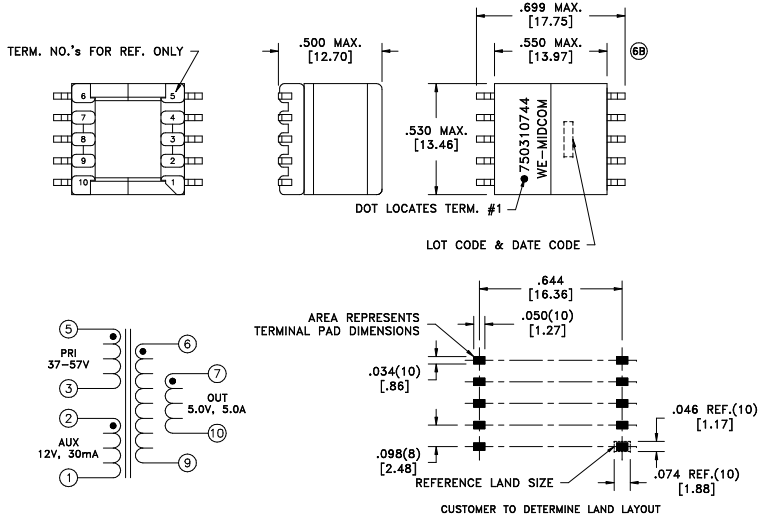 .699 MAX.
[17.75]
TERM. NO.'s FOR REF. ONLY
.500 MAX.
[12.70]
.550 MAX.
[13.97]
6B
6
5
7
4
8
3
9
2
10
1
.530 MAX.
[13.46]
750310744
WE-MIDCOM
DOT LOCATES TERM. #1
LOT CODE & DATE CODE
.644
[16.36]
AREA REPRESENTS
TERMINAL PAD DIMENSIONS
.050(10)
[1.27]
.034(10)
[.86]
.098(8)
[2.48]
.046 REF.(10)
[1.17]
.074 REF.(10)
[1.88]
REFERENCE LAND SIZE
CUSTOMER TO DETERMINE LAND LAYOUT
5
PRI
37-57V
3
2
AUX
12V, 30mA
1
6
7
OUT
5.0V, 5.0A
10
9